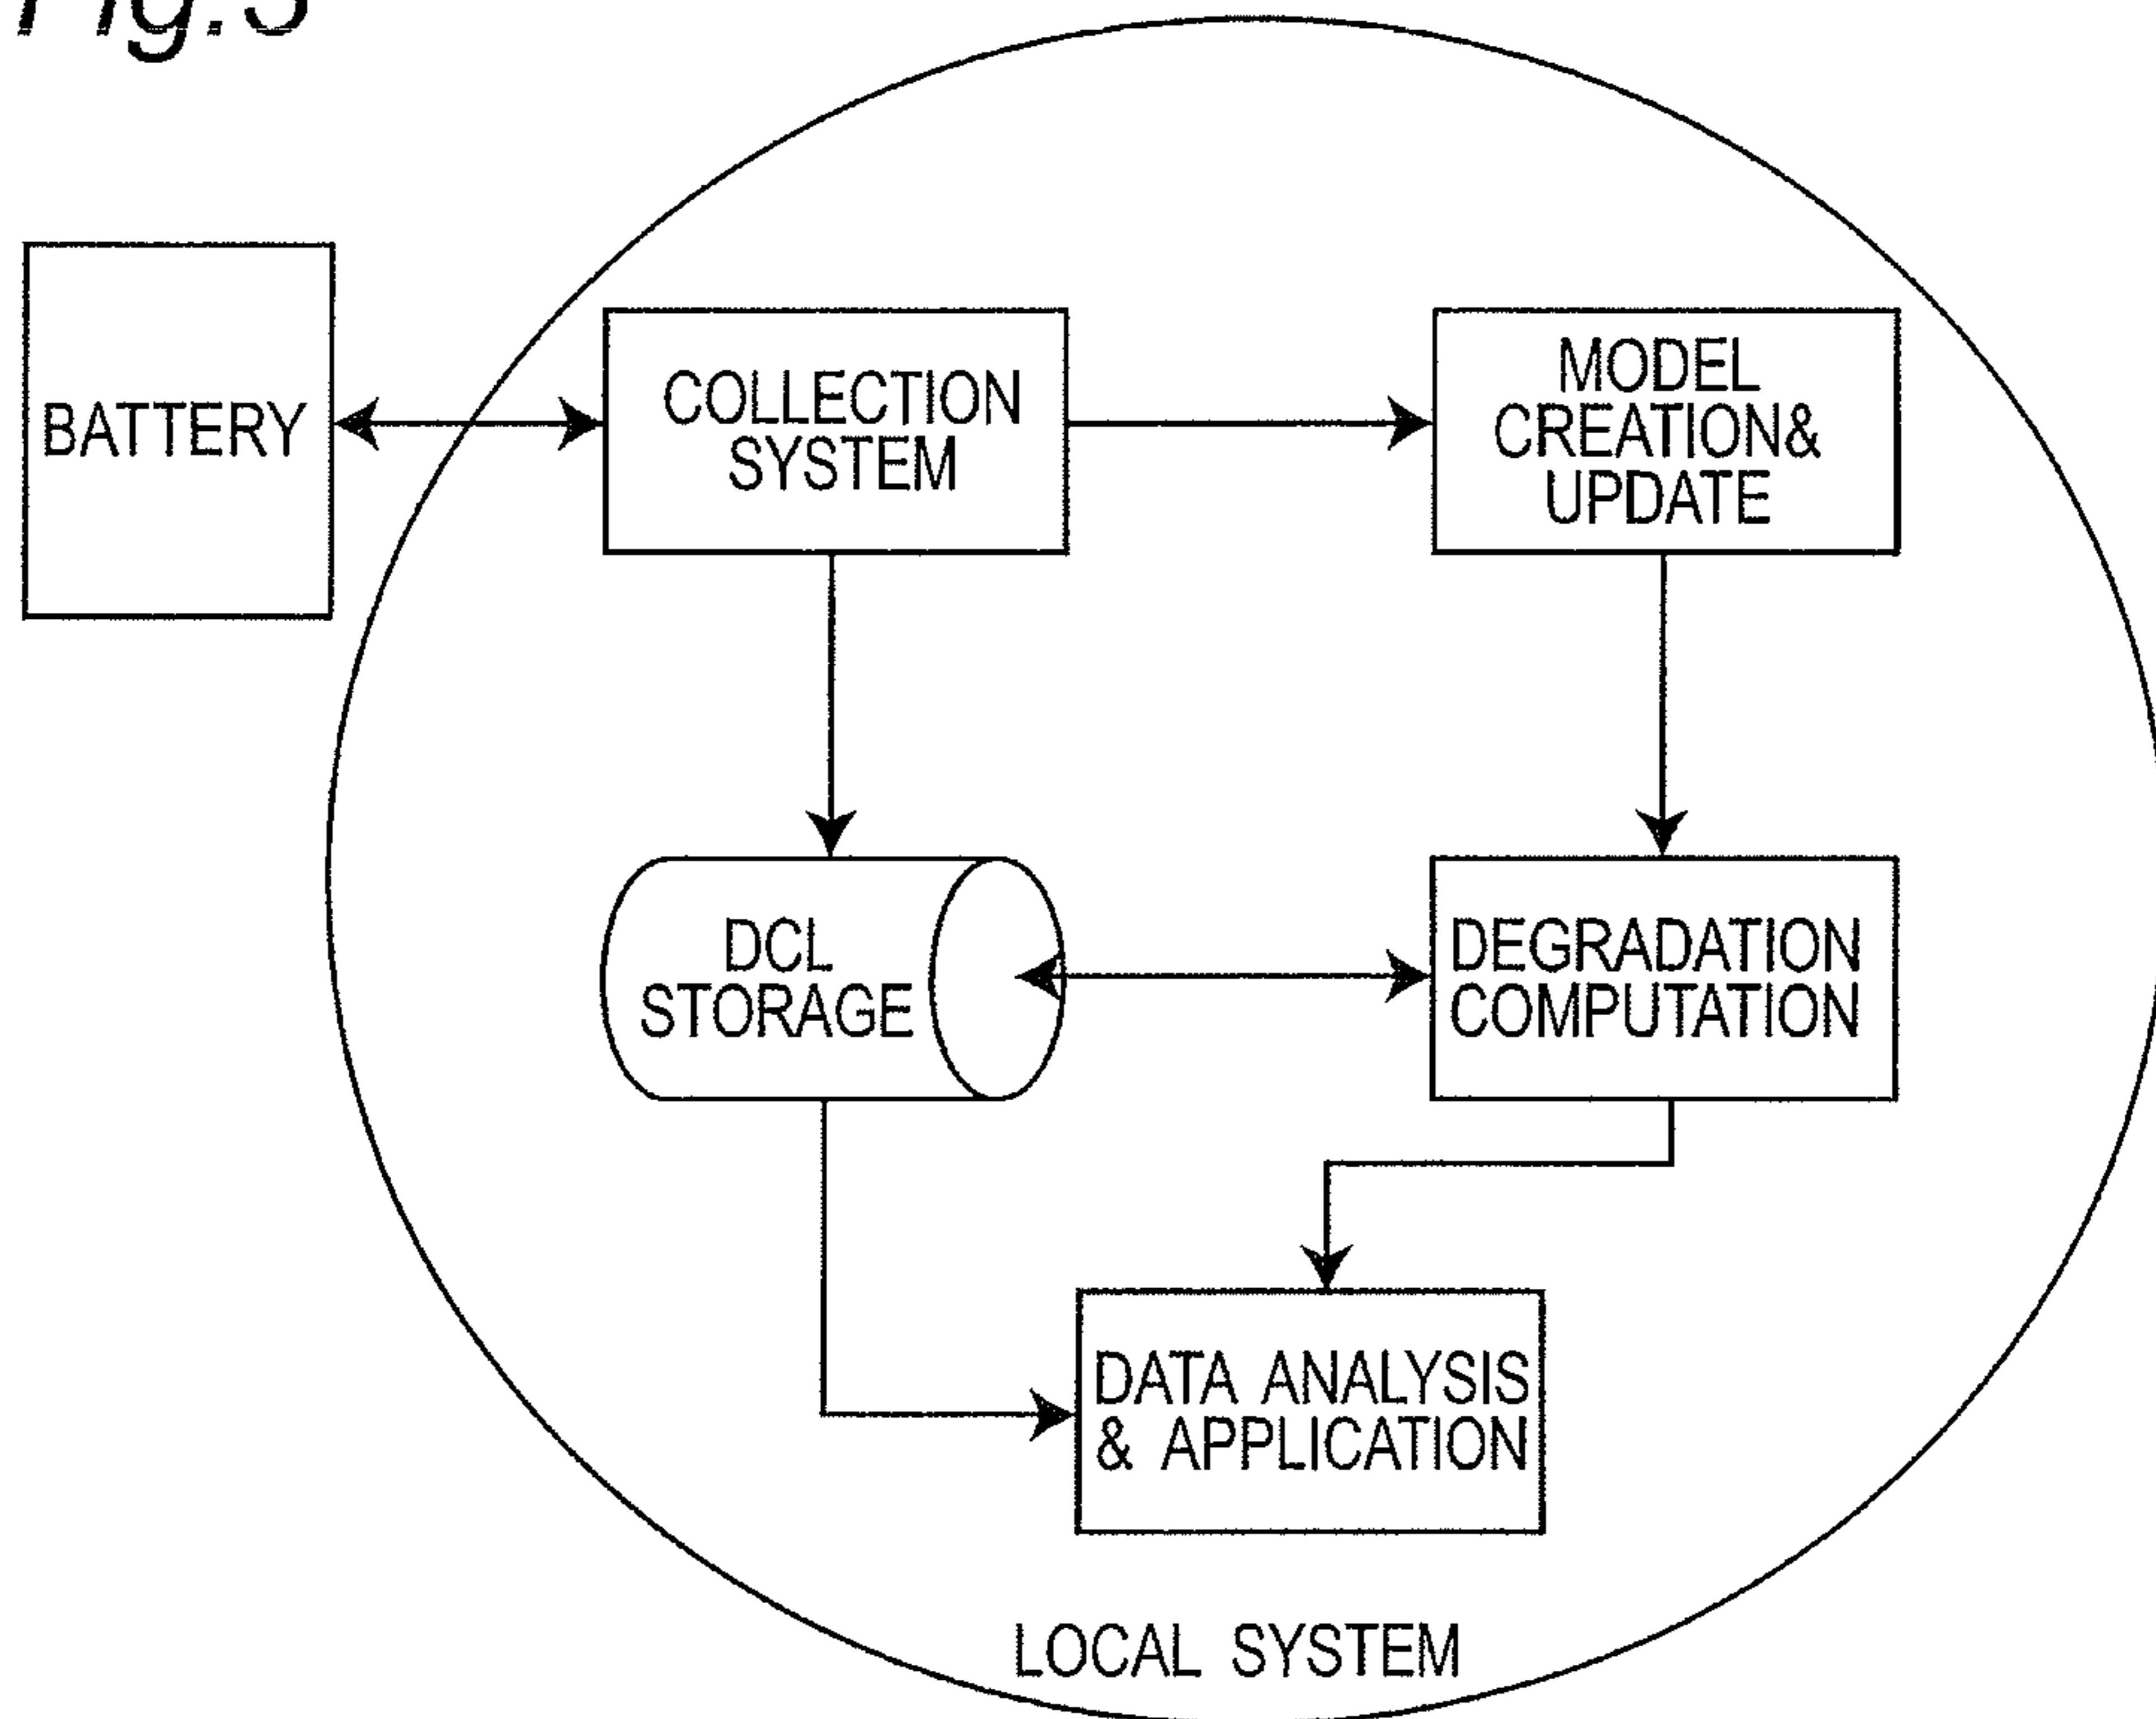 Fig.3
BATTERY
COLLECTION
SYSTEM
MODEL
CREATION&
UPDATE
DCL
STORAGE
DEGRADATION
COMPUTATION
DATA ANALYSIS
& APPLICATION
LOCAL SYSTEM